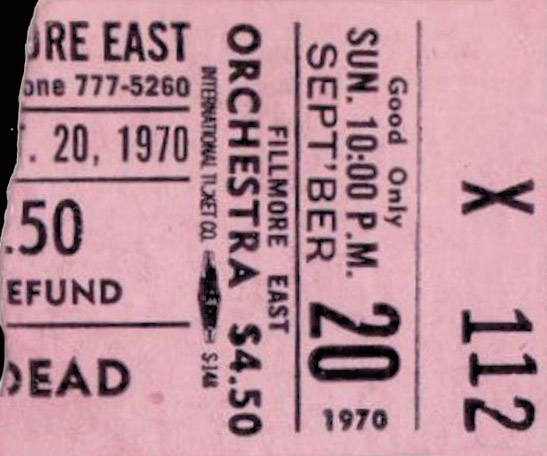 ORE EAST
one 777-5260
. 20, 1970
.50
EFUND
DEAD
INTERNATIONAL TICKET CO. S148
ORCHESTRA $4.50
FILLMORE EAST
SEPT'BER 20 1970
SUN. 10:00 P.M.
Good Only
X 112